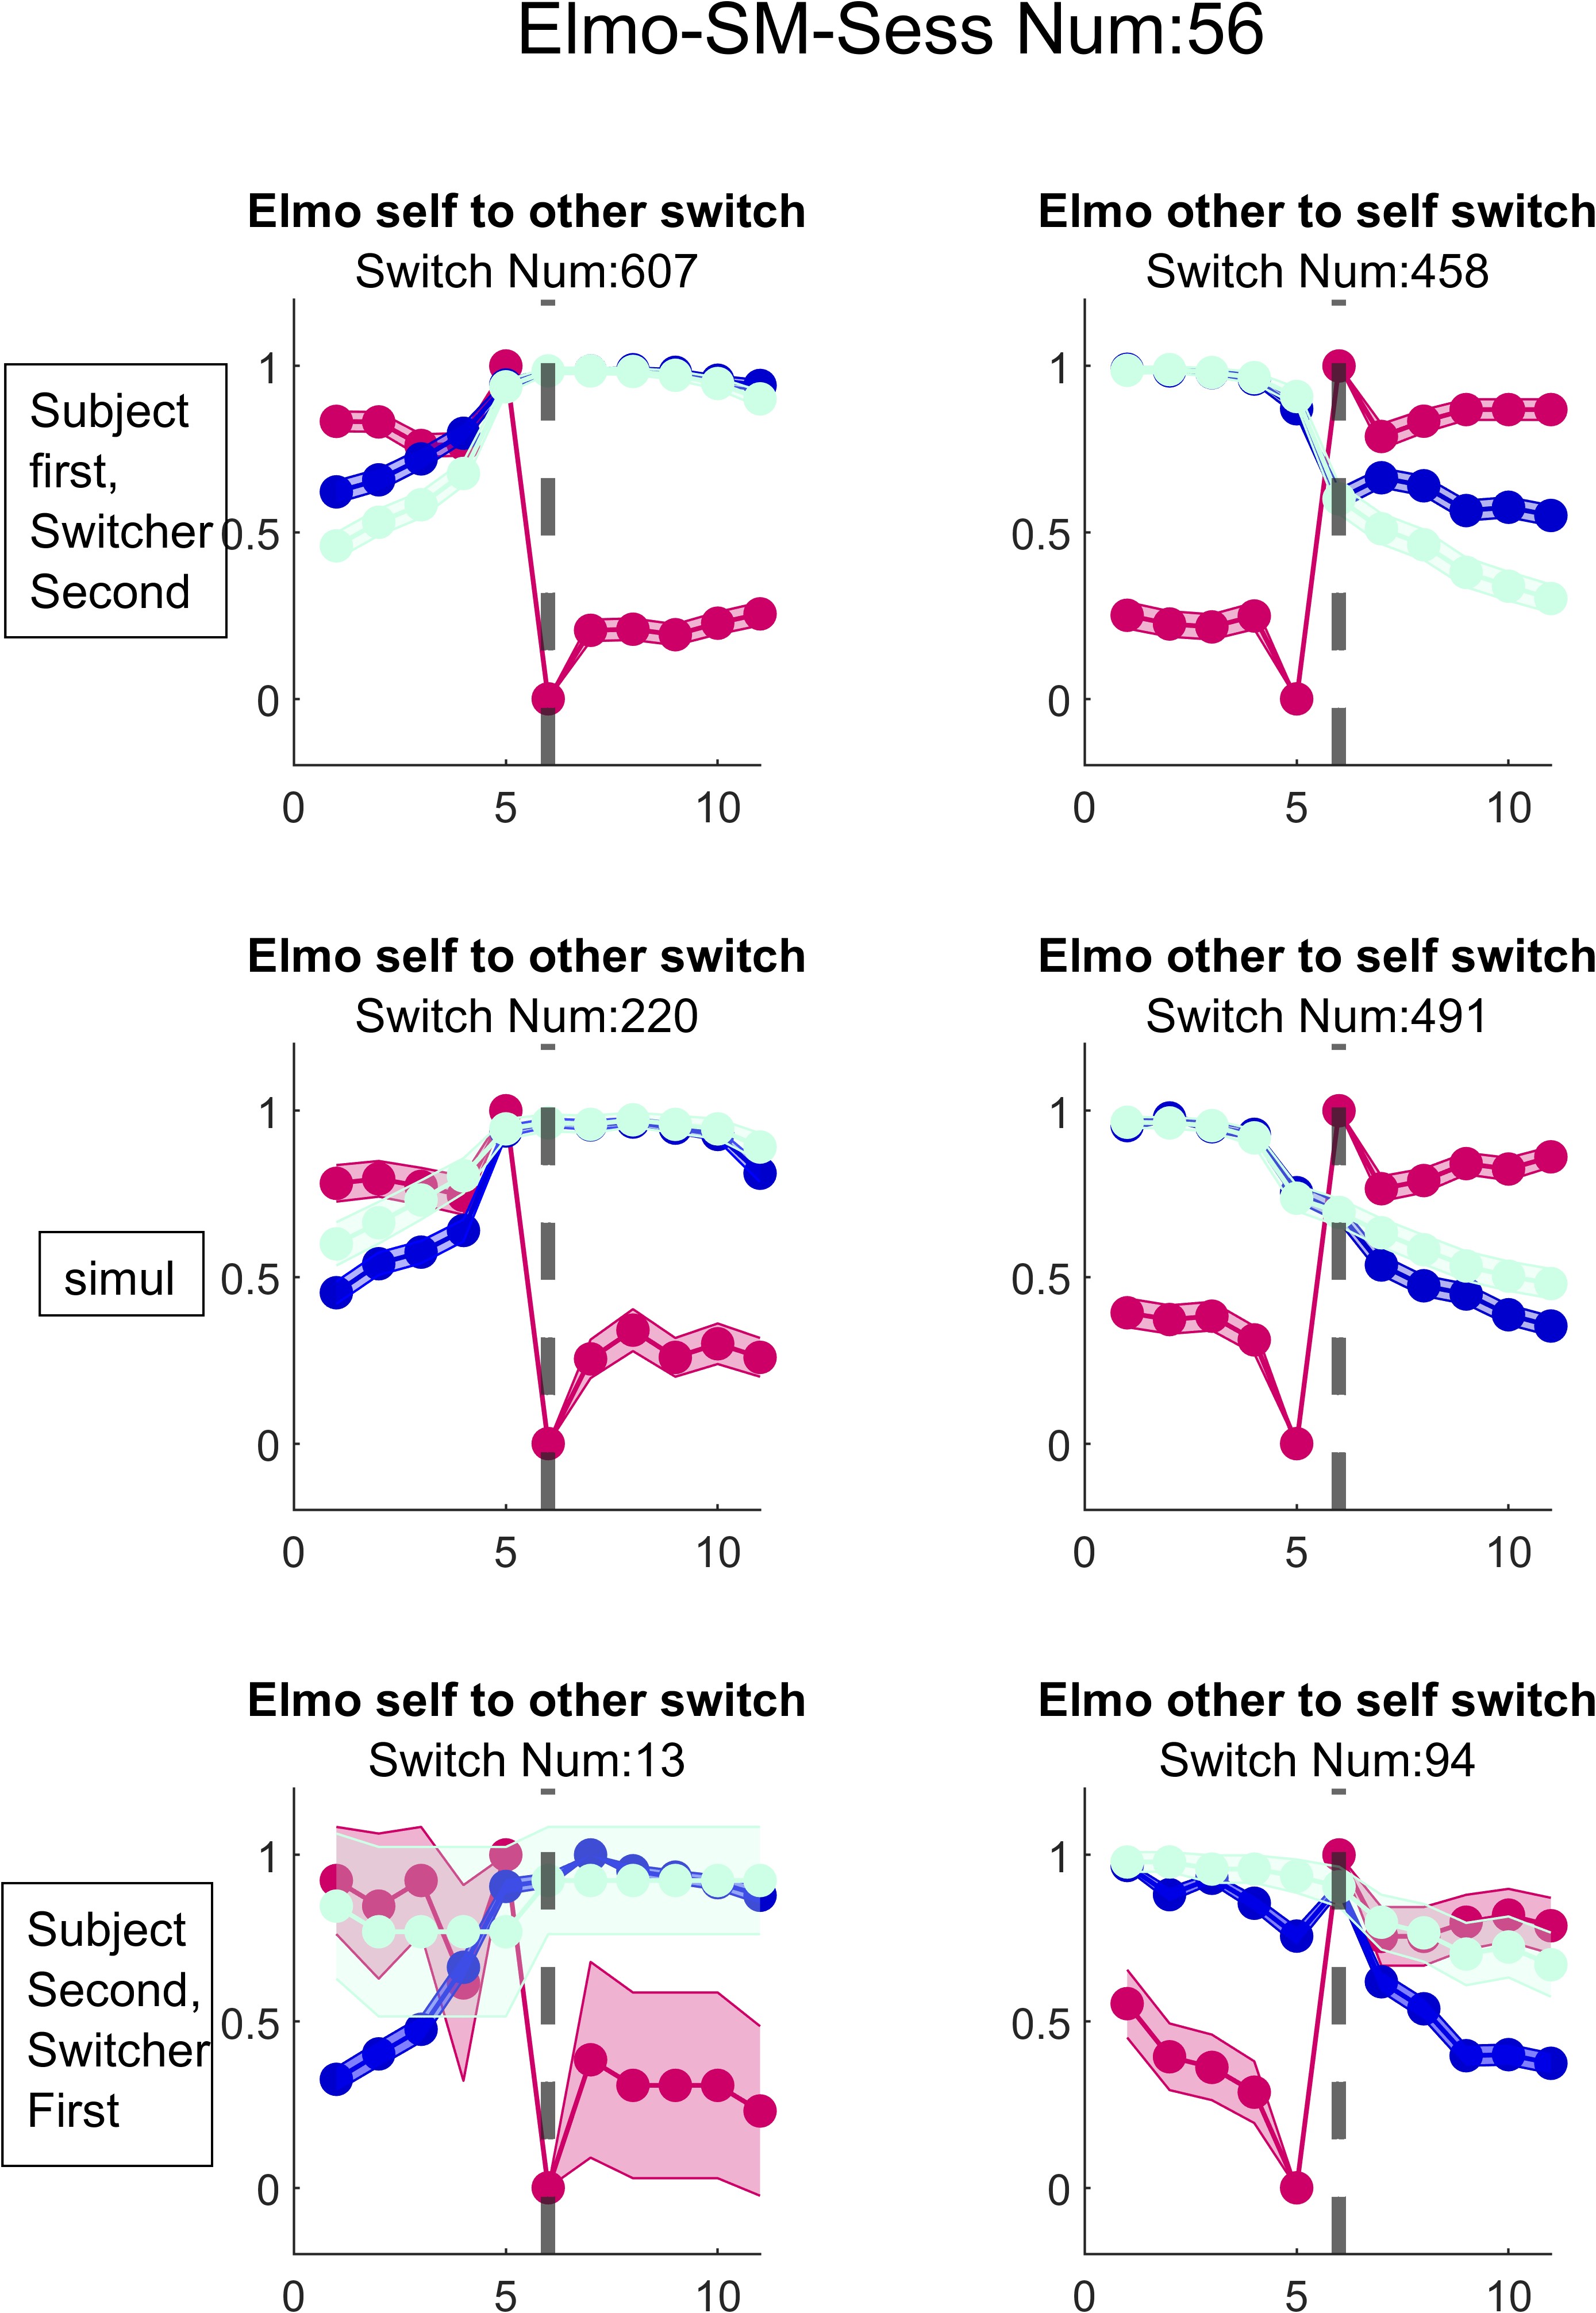 Elmo-SM-Sess Num:56
Elmo self to other switch
Switch Num:607
Elmo other to self switch
Switch Num:458
Subject
first,
Switcher
Second
1
0.5
0
0 5 10
1
0.5
0
0 5 10
Elmo self to other switch
Switch Num:220
Elmo other to self switch
Switch Num:491
simul
1
0.5
0
0 5 10
1
0.5
0
0 5 10
Elmo self to other switch
Switch Num:13
Elmo other to self switch
Switch Num:94
Subject
Second,
Switcher
First
1
0.5
0
0 5 10
1
0.5
0
0 5 10